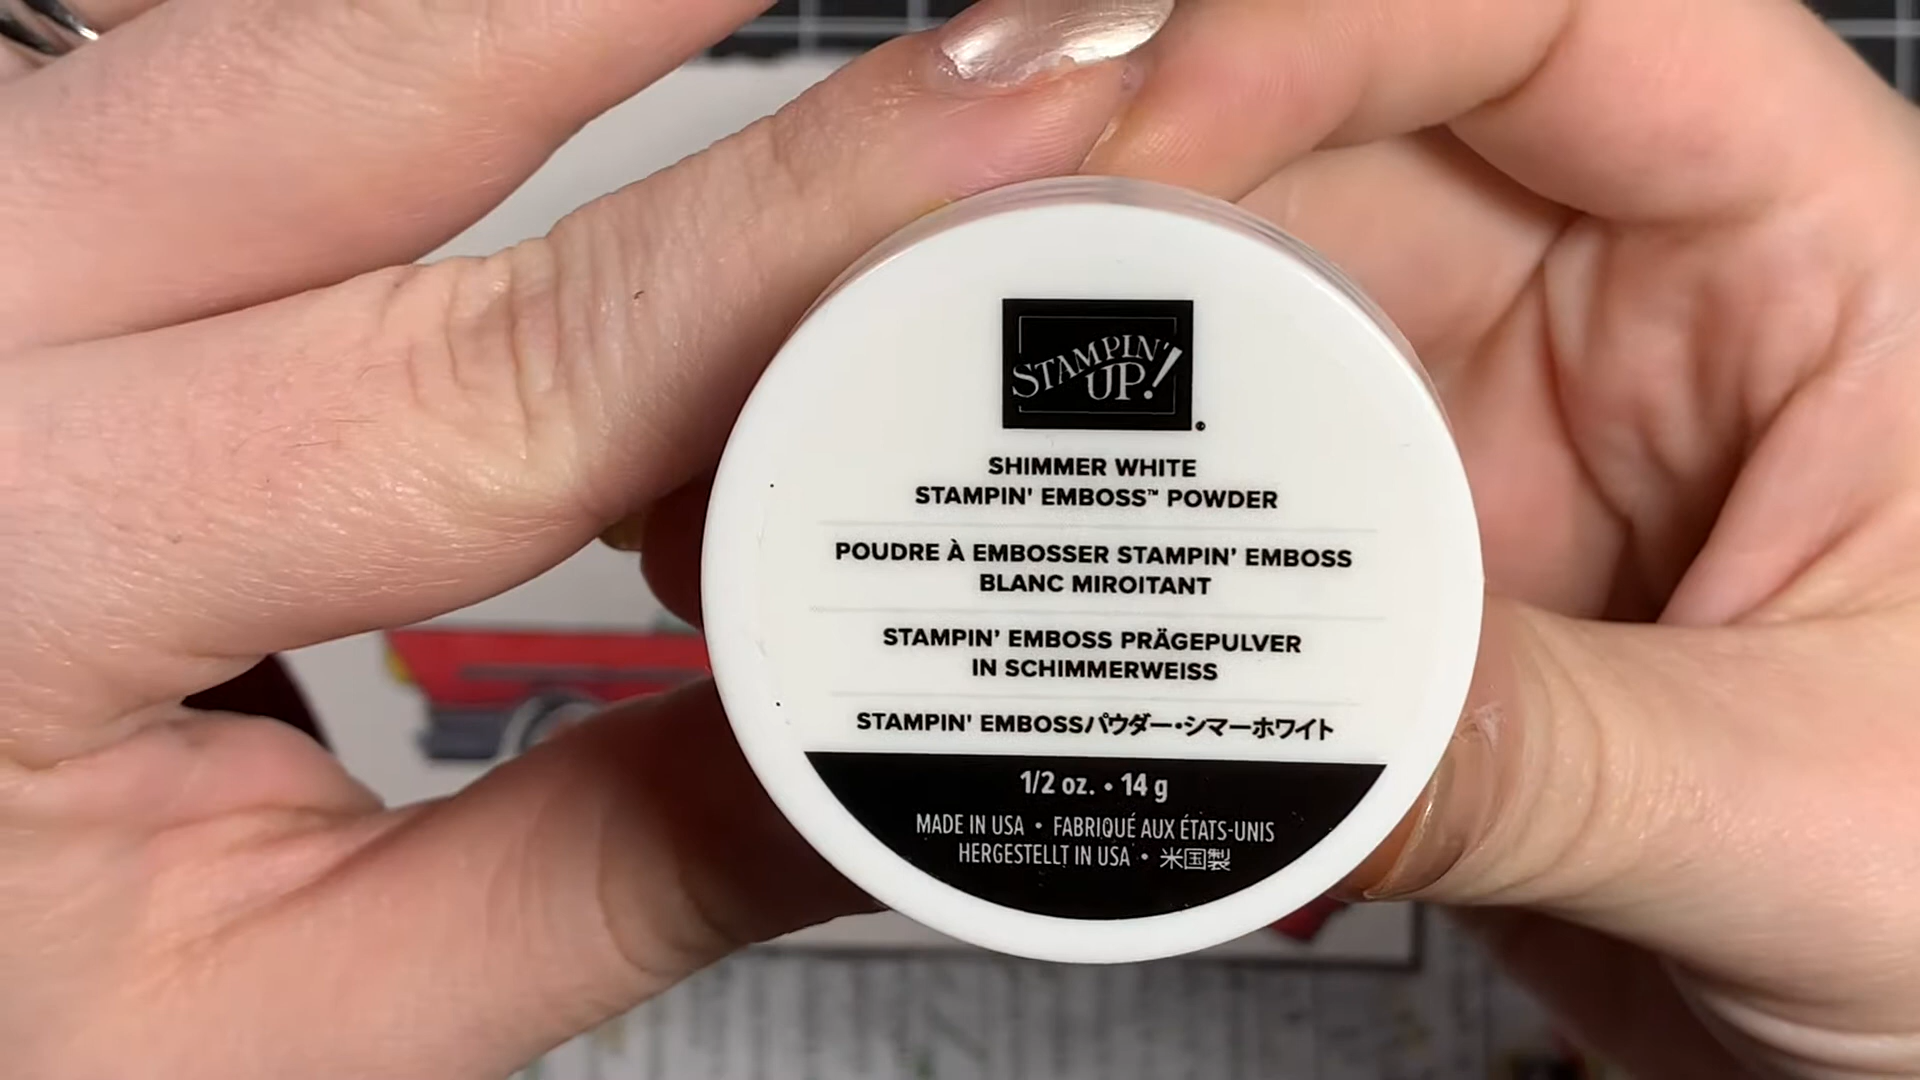 STAMPIN'
UP!
SHIMMER WHITE
STAMPIN' EMBOSS™ POWDER
POUDRE À EMBOSSER STAMPIN' EMBOSS
BLANC MIROITANT
STAMPIN' EMBOSS PRÄGEPULVER
IN SCHIMMERWEISS
STAMPIN' EMBOSSパウダー・シマーホワイト
1/2 oz. • 14 g
MADE IN USA • FABRIQUÉ AUX ÉTATS-UNIS
HERGESTELLT IN USA • 米国製